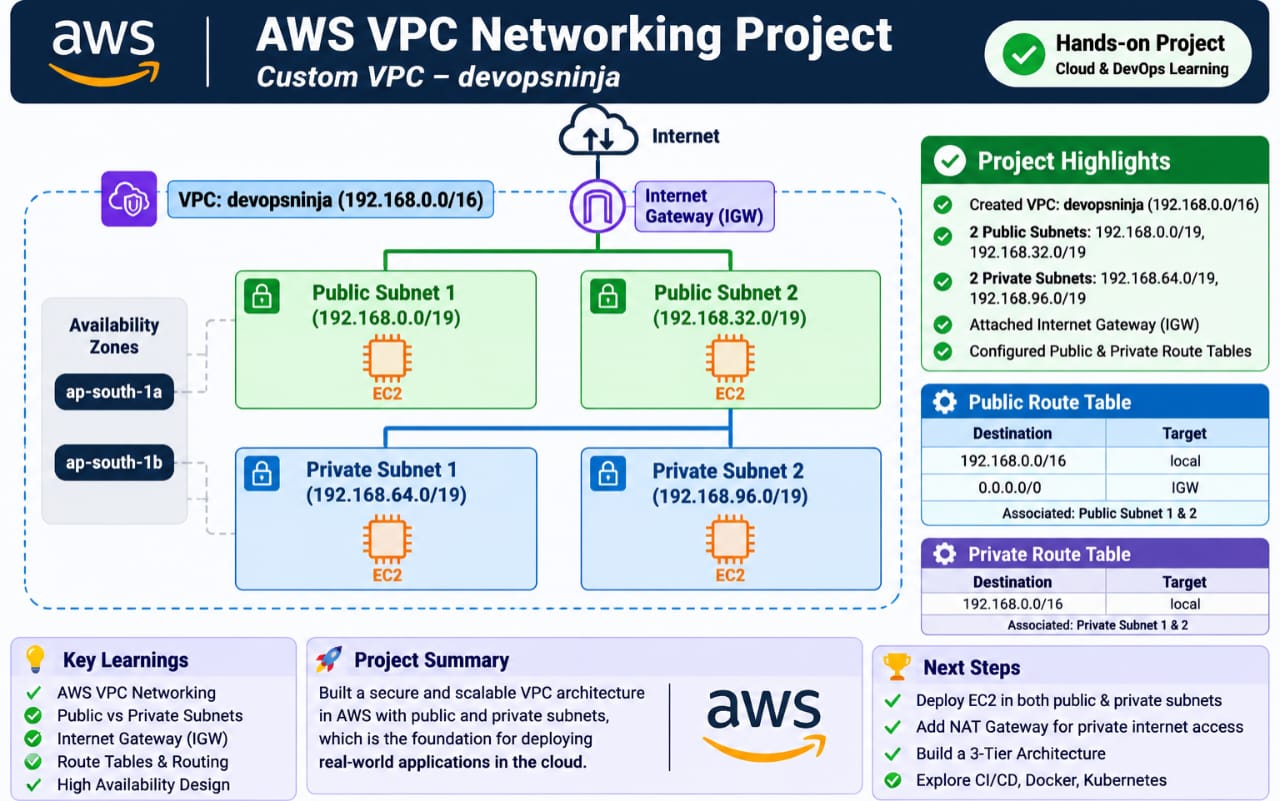 aws
AWS VPC Networking Project
Custom VPC – devopsninja
Hands-on Project
Cloud & DevOps Learning
Internet
VPC: devopsninja (192.168.0.0/16)
Internet
Gateway (IGW)
Availability
Zones
ap-south-1a
ap-south-1b
Public Subnet 1
(192.168.0.0/19)
EC2
Public Subnet 2
(192.168.32.0/19)
EC2
Private Subnet 1
(192.168.64.0/19)
EC2
Private Subnet 2
(192.168.96.0/19)
EC2
Project Highlights
Created VPC: devopsninja (192.168.0.0/16)
2 Public Subnets: 192.168.0.0/19,
192.168.32.0/19
2 Private Subnets: 192.168.64.0/19,
192.168.96.0/19
Attached Internet Gateway (IGW)
Configured Public & Private Route Tables
Public Route Table
Destination Target
192.168.0.0/16 local
0.0.0.0/0 IGW
Associated: Public Subnet 1 & 2
Private Route Table
Destination Target
192.168.0.0/16 local
Associated: Private Subnet 1 & 2
Key Learnings
AWS VPC Networking
Public vs Private Subnets
Internet Gateway (IGW)
Route Tables & Routing
High Availability Design
Project Summary
Built a secure and scalable VPC architecture
in AWS with public and private subnets,
which is the foundation for deploying
real-world applications in the cloud.
aws
Next Steps
Deploy EC2 in both public & private subnets
Add NAT Gateway for private internet access
Build a 3-Tier Architecture
Explore CI/CD, Docker, Kubernetes